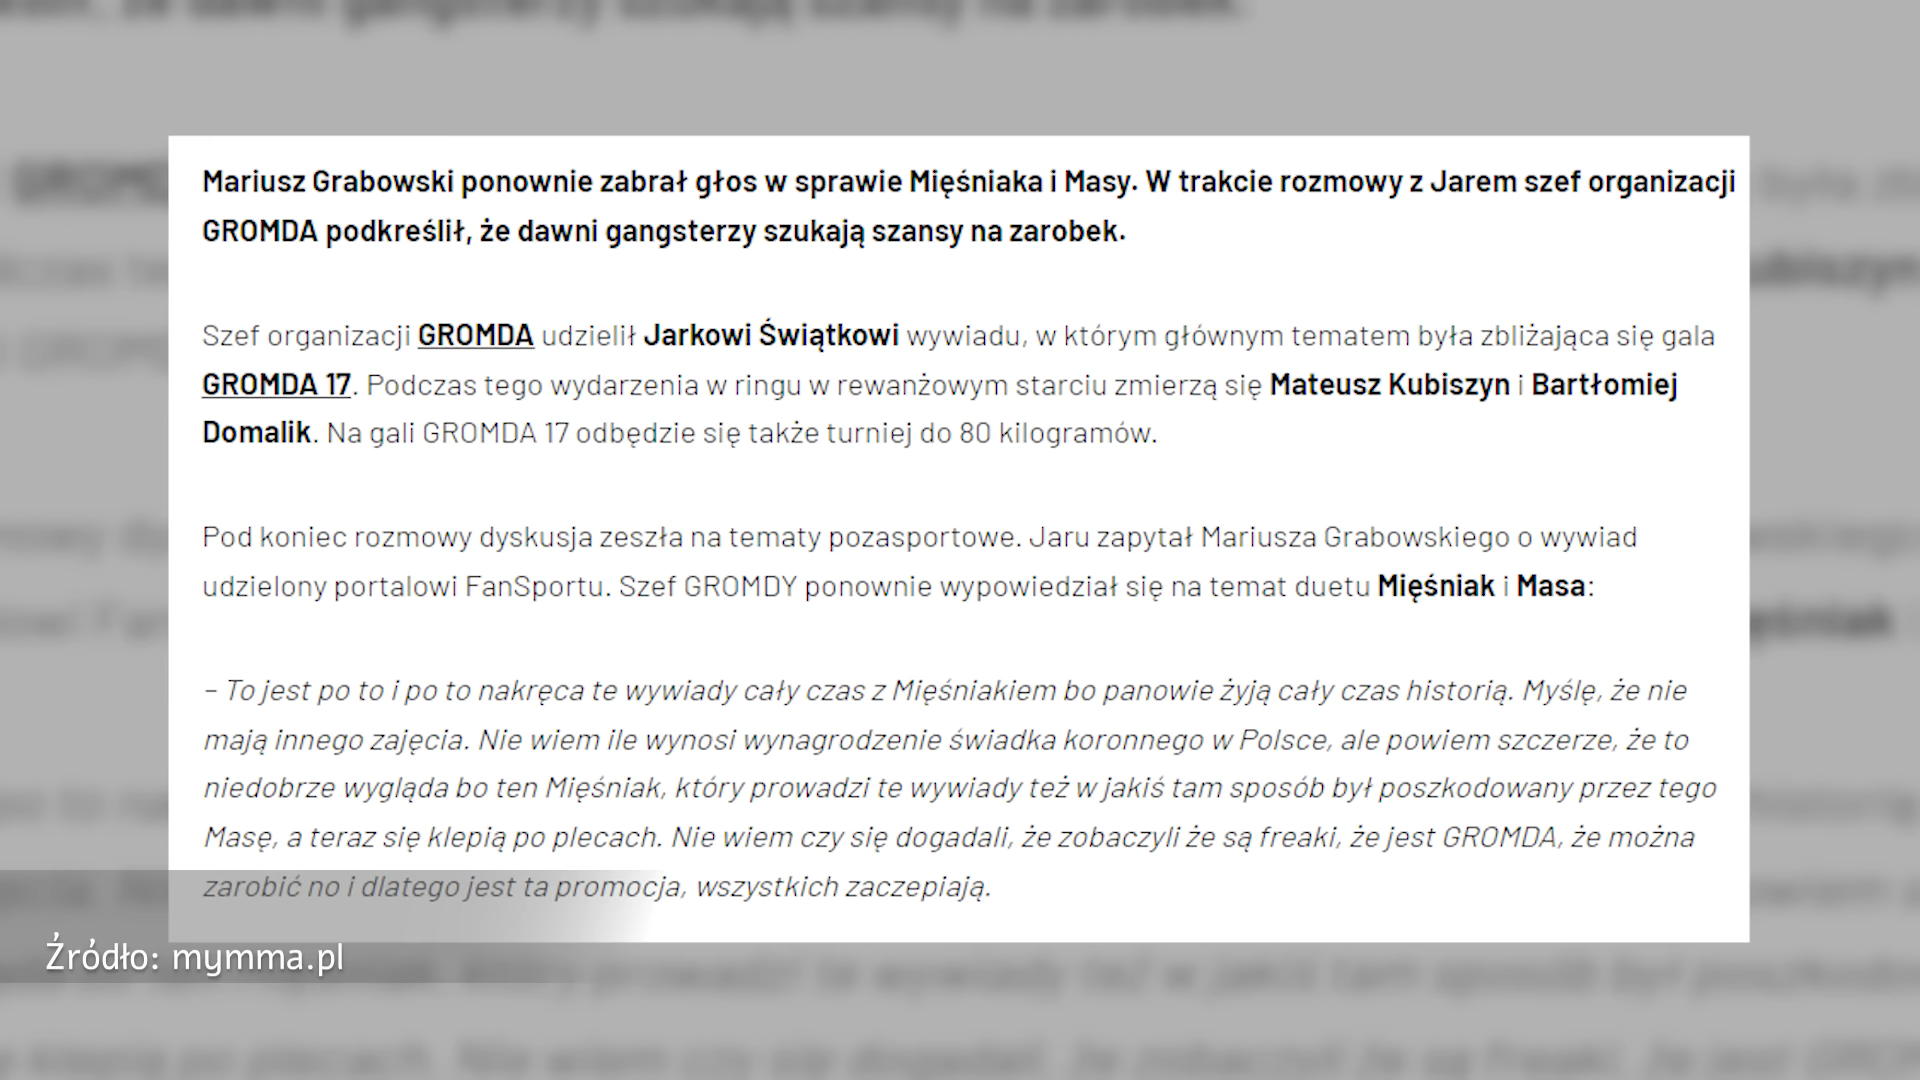 Mariusz Grabowski ponownie zabrał głos w sprawie Mięśniaka i Masy. W trakcie rozmowy z Jarem szef organizacji
GROMDA podkreślił, że dawni gangsterzy szukają szansy na zarobek.
Szef organizacji GROMDA udzielił Jarkowi Świątkowi wywiadu, w którym głównym tematem była zbliżająca się gala
GROMDA 17. Podczas tego wydarzenia w ringu w rewanżowym starciu zmierzą się Mateusz Kubiszyn i Bartłomiej
Domalik. Na gali GROMDA 17 odbędzie się także turniej do 80 kilogramów.
Pod koniec rozmowy dyskusja zeszła na tematy pozasportowe. Jaru zapytał Mariusza Grabowskiego o wywiad
udzielony portalowi FanSportu. Szef GROMDY ponownie wypowiedział się na temat duetu Mięśniak i Masa:
– To jest po to i po to nakręca te wywiady cały czas z Mięśniakiem bo panowie żyją cały czas historią. Myślę, że nie
mają innego zajęcia. Nie wiem ile wynosi wynagrodzenie świadka koronnego w Polsce, ale powiem szczerze, że to
niedobrze wygląda bo ten Mięśniak, który prowadzi te wywiady też w jakiś tam sposób był poszkodowany przez tego
Masę, a teraz się klepią po plecach. Nie wiem czy się dogadali, że zobaczyli że są freaki, że jest GROMDA, że można
zarobić no i dlatego jest ta promocja, wszystkich zaczepiają.
Źródło: mymma.pl